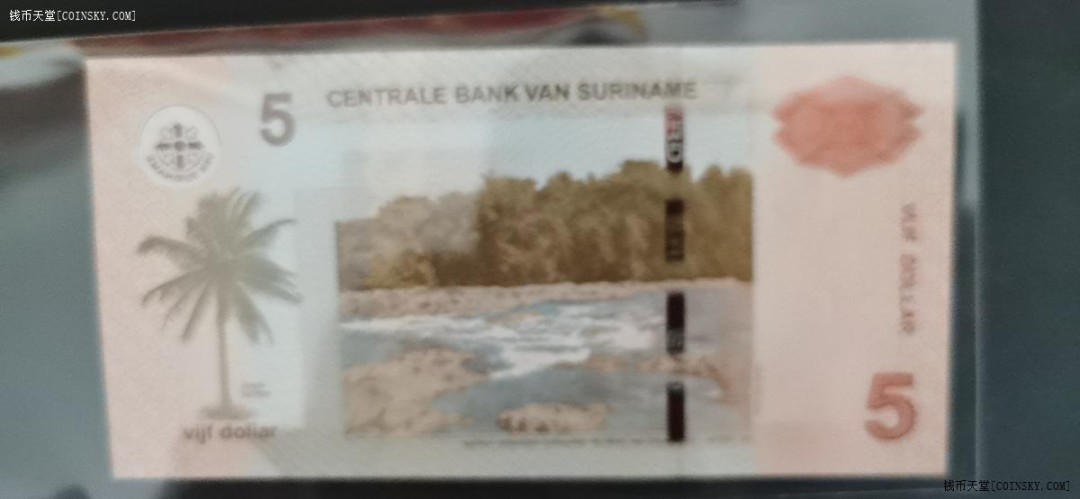 钱币天堂[COINSKY.COM]
5
CENTRALE BANK VAN SURINAME
VIJF DOLLAR
5
vijf dollar
钱币天堂[COINSKY.COM]